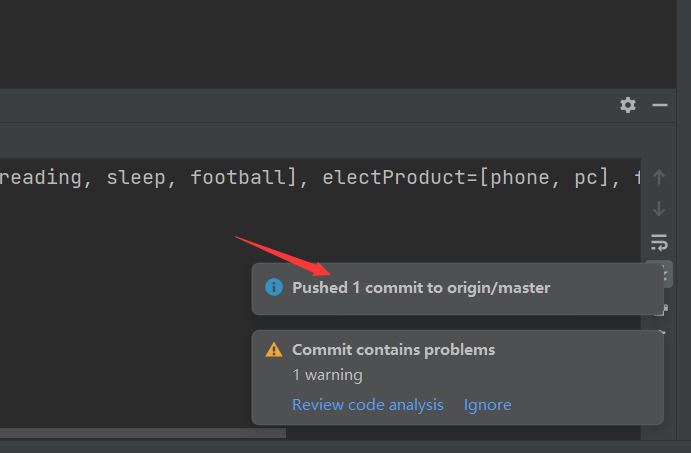 reading, sleep, football], electProduct=[phone, pc], f
Pushed 1 commit to origin/master
Commit contains problems
1 warning
Review code analysis Ignore